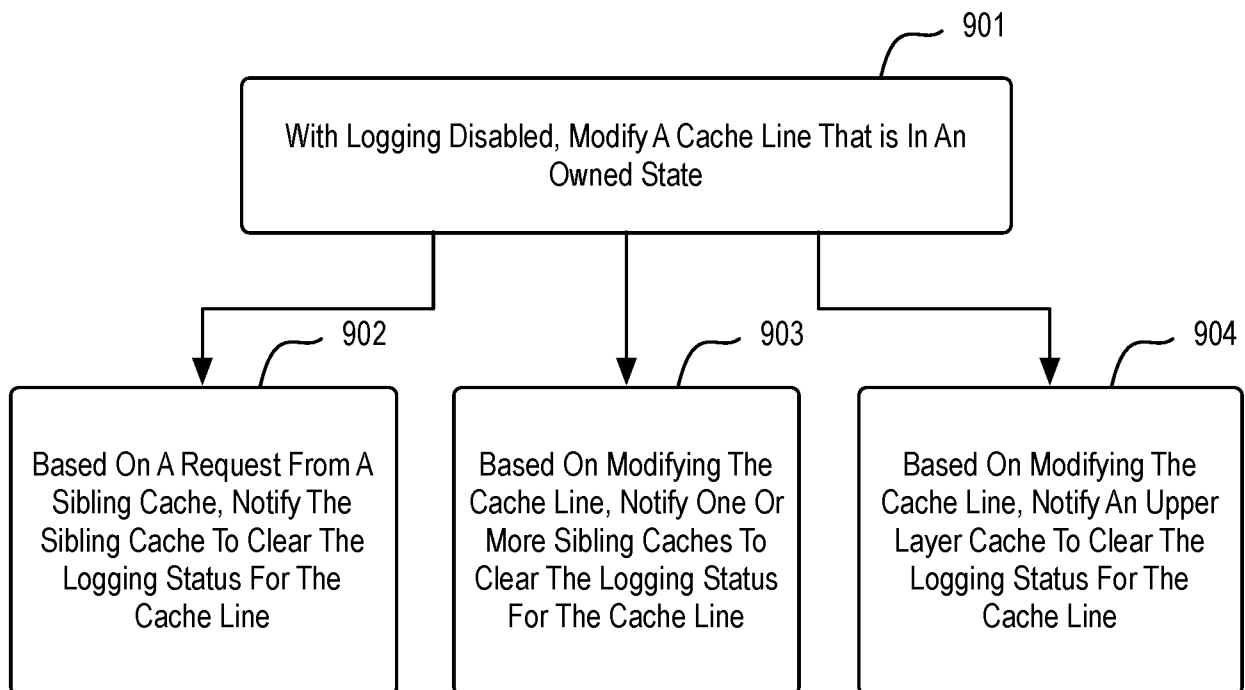 901
With Logging Disabled, Modify A Cache Line That is In An
Owned State
902
Based On A Request From A
Sibling Cache, Notify The
Sibling Cache To Clear The
Logging Status For The
Cache Line
903
Based On Modifying The
Cache Line, Notify One Or
More Sibling Caches To
Clear The Logging Status
For The Cache Line
904
Based On Modifying The
Cache Line, Notify An Upper
Layer Cache To Clear The
Logging Status For The
Cache Line